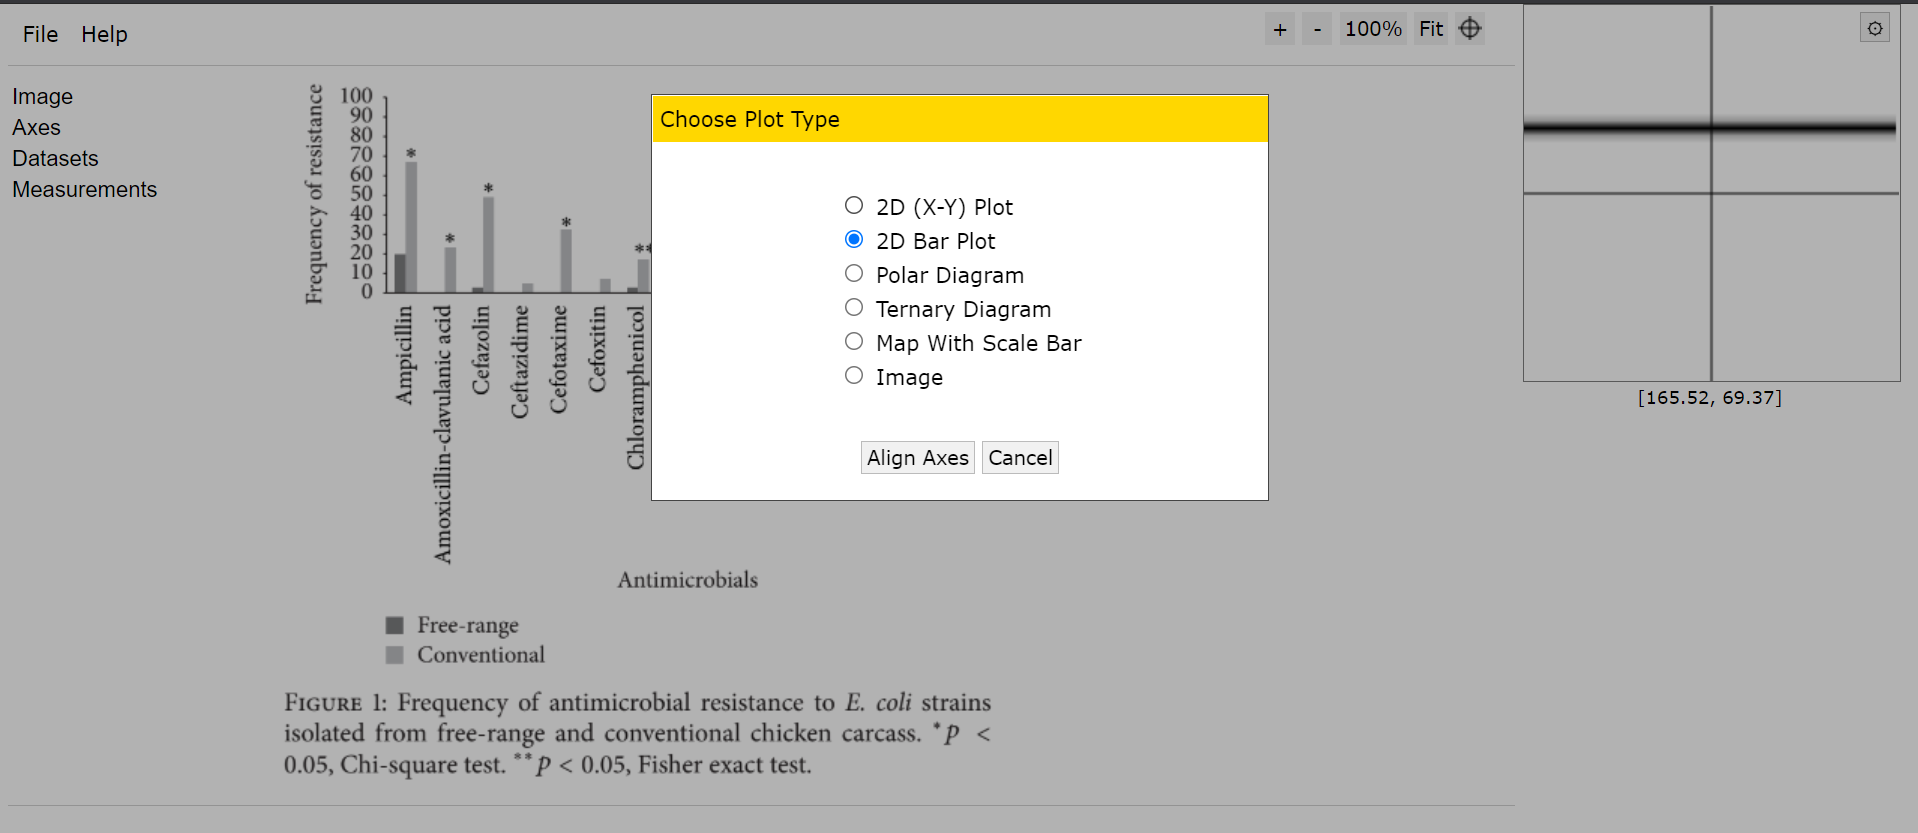 File Help
+ - 100% Fit
Image
Axes
Datasets
Measurements
Frequency of resistance
100
90
80
70
60
50
40
30
20
10
0
*
*
*
*
**
Ampicillin
Amoxicillin-clavulanic acid
Cefazolin
Ceftazidime
Cefotaxime
Cefoxitin
Chloramphenicol
Antimicrobials
Free-range
Conventional
FIGURE 1: Frequency of antimicrobial resistance to E. coli strains
isolated from free-range and conventional chicken carcass. *P <
0.05, Chi-square test. **P < 0.05, Fisher exact test.
Choose Plot Type
2D (X-Y) Plot
2D Bar Plot
Polar Diagram
Ternary Diagram
Map With Scale Bar
Image
Align Axes Cancel
[165.52, 69.37]